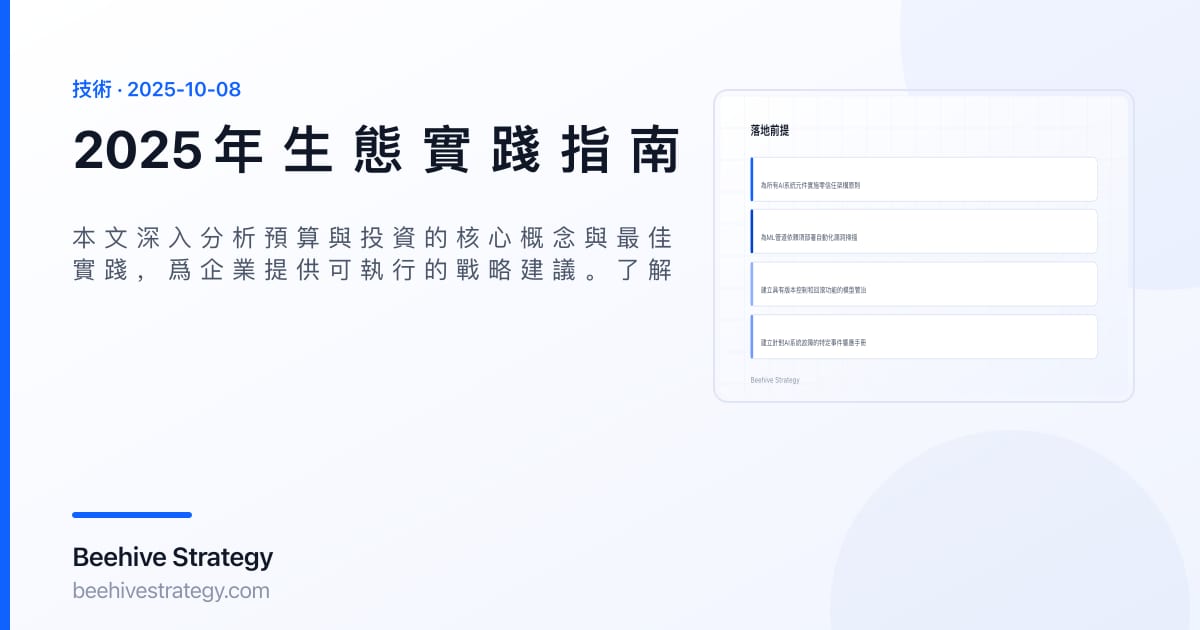 技術 · 2025-10-08
2025年生態實踐指南
本文深入分析預算與投資的核心概念與最佳
實踐，爲企業提供可執行的戰略建議。了解
落地前提
為所有AI系統元件實施零信任架構原則
為ML管道依賴項部署自動化漏洞掃描
建立具有版本控制和回滾功能的模型管治
建立針對AI系統故障的特定事件響應手冊
Beehive Strategy
Beehive Strategy
beehivestrategy.com